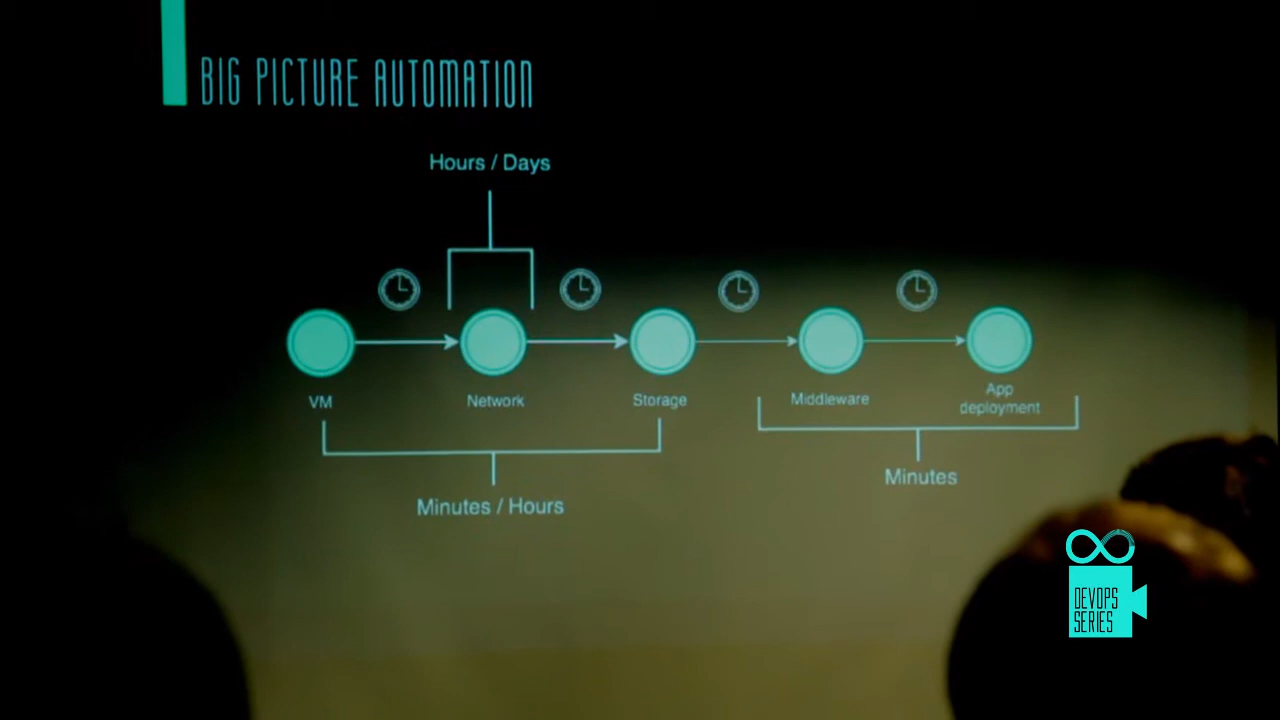 BIG PICTURE AUTOMATION
Hours / Days
VM
Network
Storage
Middleware
App
deployment
Minutes / Hours
Minutes
DEVOPS
SERIES